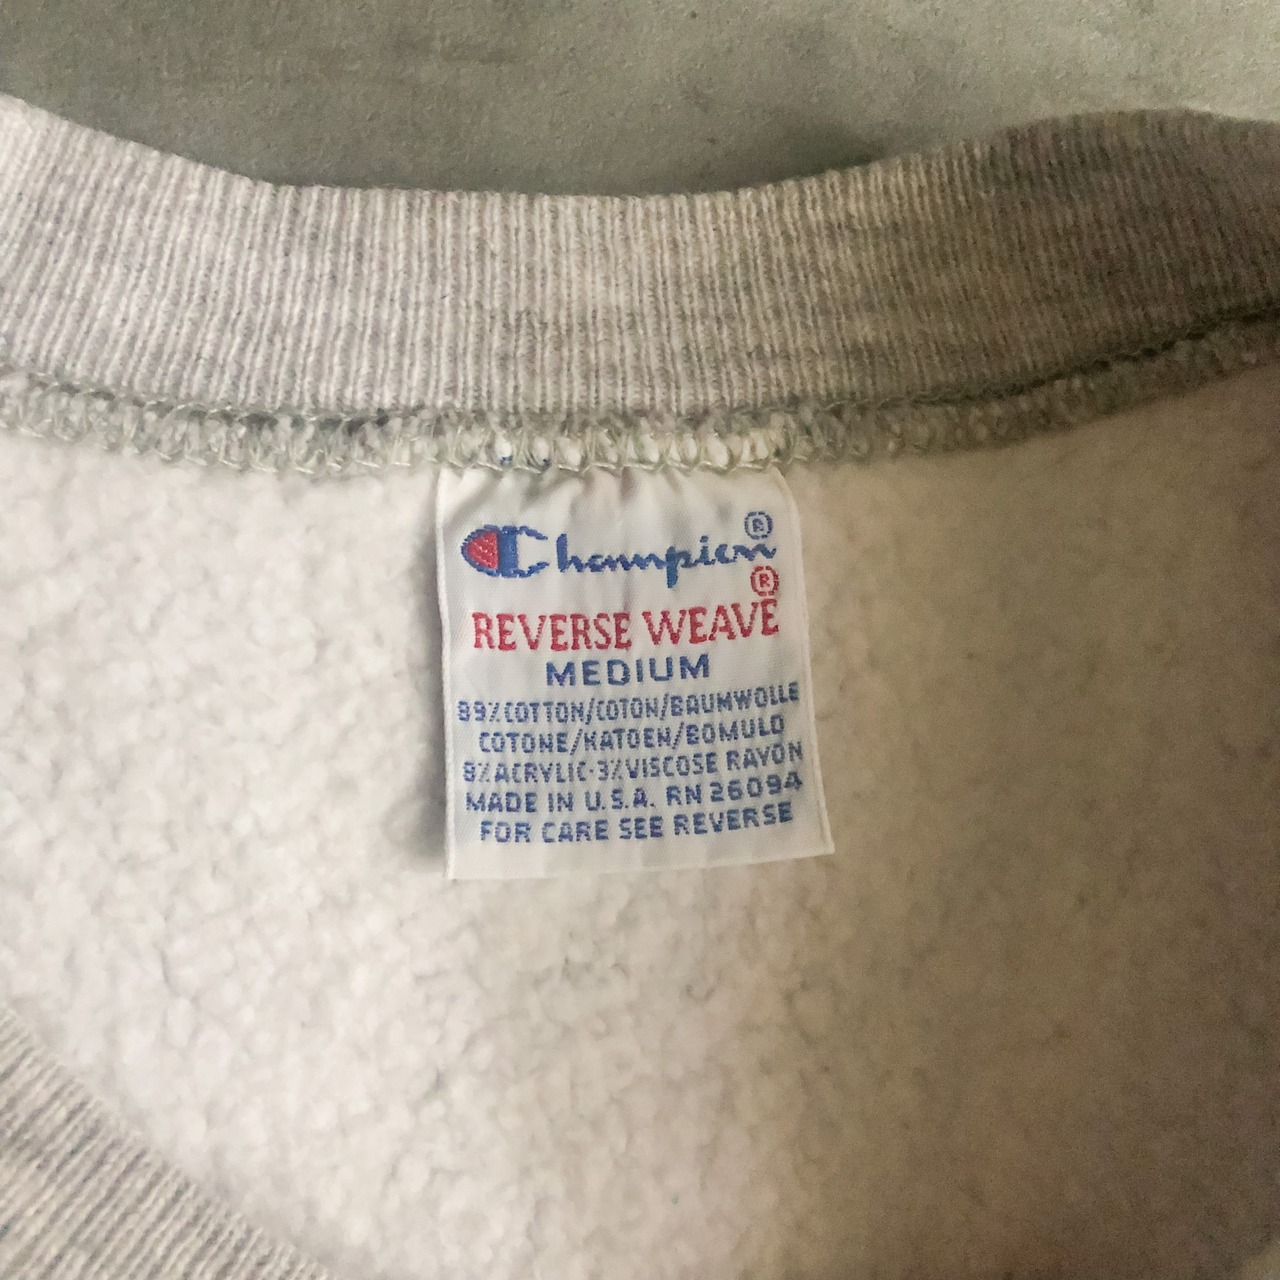 Champion®
REVERSE WEAVE®
MEDIUM
89% COTTON/COTON/BAUMWOLLE
COTONE/KATOEN/BOMULD
8% ACRYLIC-3% VISCOSE RAYON
MADE IN U.S.A. RN 26094
FOR CARE SEE REVERSE